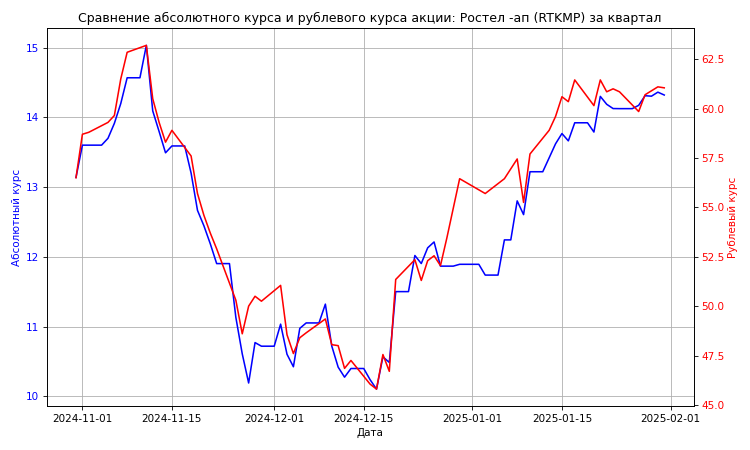 Сравнение абсолютного курса и рублевого курса акции: Ростел -ап (RTKMP) за квартал
15
14
13
12
11
10
Абсолютный курс
62.5
60.0
57.5
55.0
52.5
50.0
47.5
45.0
Рублевый курс
2024-11-01 2024-11-15 2024-12-01 2024-12-15 2025-01-01 2025-01-15 2025-02-01
Дата